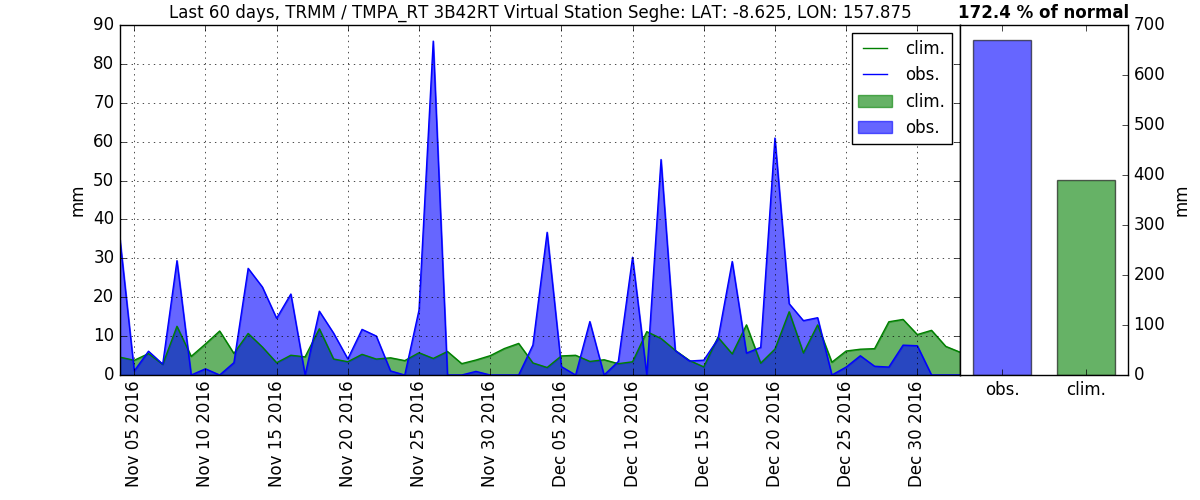 Last 60 days, TRMM / TMPA_RT 3B42RT Virtual Station Seghe: LAT: -8.625, LON: 157.875
172.4 % of normal
90
80
70
60
50
40
30
20
10
0
mm
clim.
obs.
clim.
obs.
Nov 05 2016
Nov 10 2016
Nov 15 2016
Nov 20 2016
Nov 25 2016
Nov 30 2016
Dec 05 2016
Dec 10 2016
Dec 15 2016
Dec 20 2016
Dec 25 2016
Dec 30 2016
700
600
500
400
300
200
100
0
mm
obs.
clim.